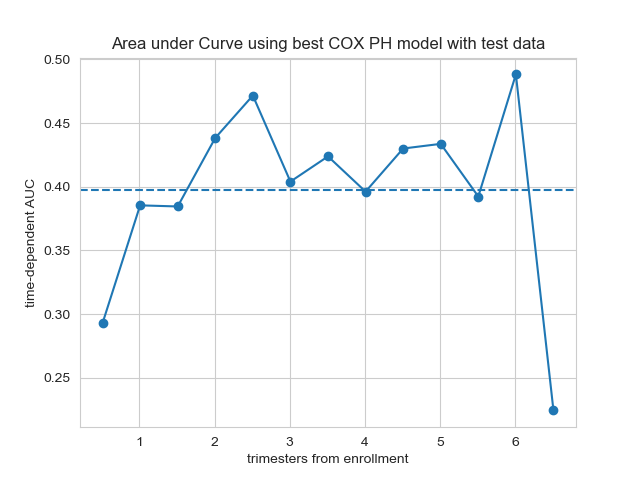 Area under Curve using best COX PH model with test data
time-dependent AUC
0.50
0.45
0.40
0.35
0.30
0.25
1 2 3 4 5 6
trimesters from enrollment